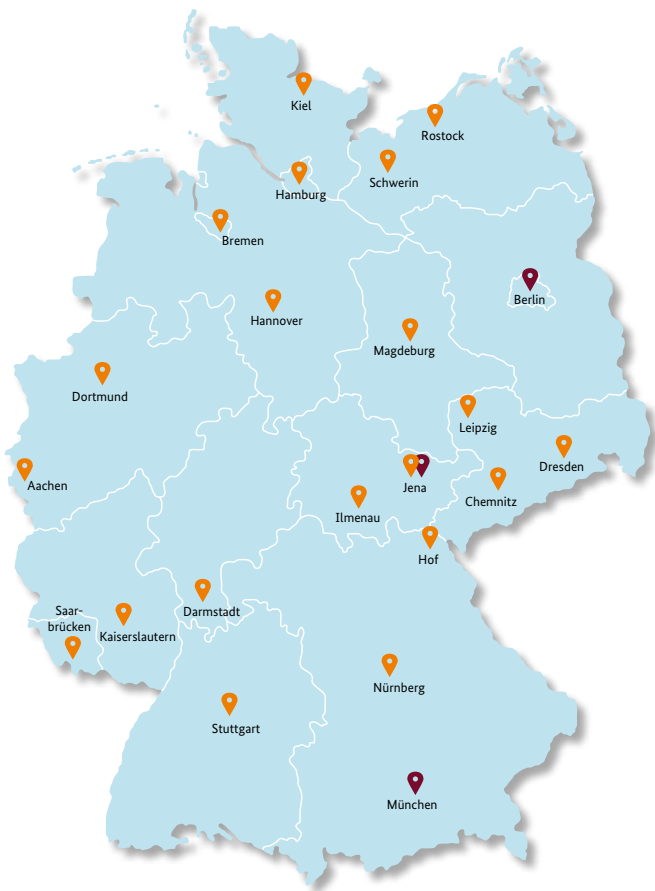 Kiel
Rostock
Schwerin
Hamburg
Bremen
Berlin
Hannover
Magdeburg
Dortmund
Leipzig
Dresden
Aachen
Jena
Chemnitz
Ilmenau
Hof
Saar-
brücken
Darmstadt
Kaiserslautern
Nürnberg
Stuttgart
München